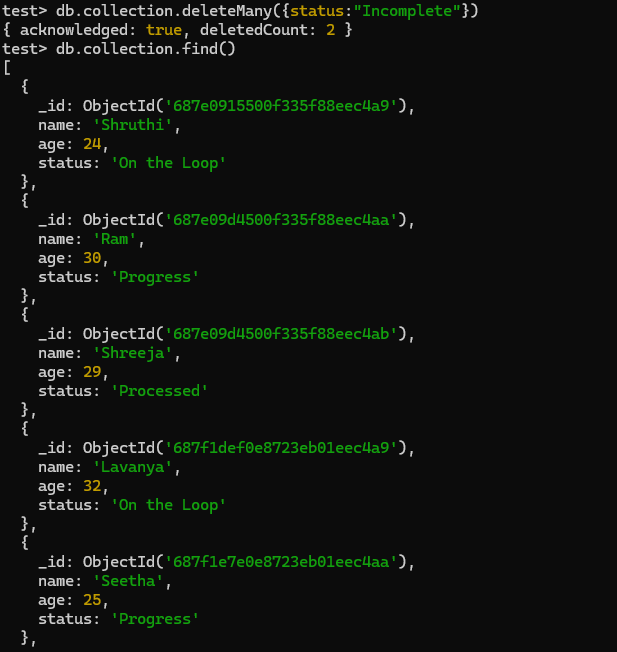 test> db.collection.deleteMany({status:"Incomplete"})
{ acknowledged: true, deletedCount: 2 }
test> db.collection.find()
[
  {
    _id: ObjectId('687e0915500f335f88eec4a9'),
    name: 'Shruthi',
    age: 24,
    status: 'On the Loop'
  },
  {
    _id: ObjectId('687e09d4500f335f88eec4aa'),
    name: 'Ram',
    age: 30,
    status: 'Progress'
  },
  {
    _id: ObjectId('687e09d4500f335f88eec4ab'),
    name: 'Shreeja',
    age: 29,
    status: 'Processed'
  },
  {
    _id: ObjectId('687f1def0e8723eb01eec4a9'),
    name: 'Lavanya',
    age: 32,
    status: 'On the Loop'
  },
  {
    _id: ObjectId('687f1e7e0e8723eb01eec4aa'),
    name: 'Seetha',
    age: 25,
    status: 'Progress'
  },